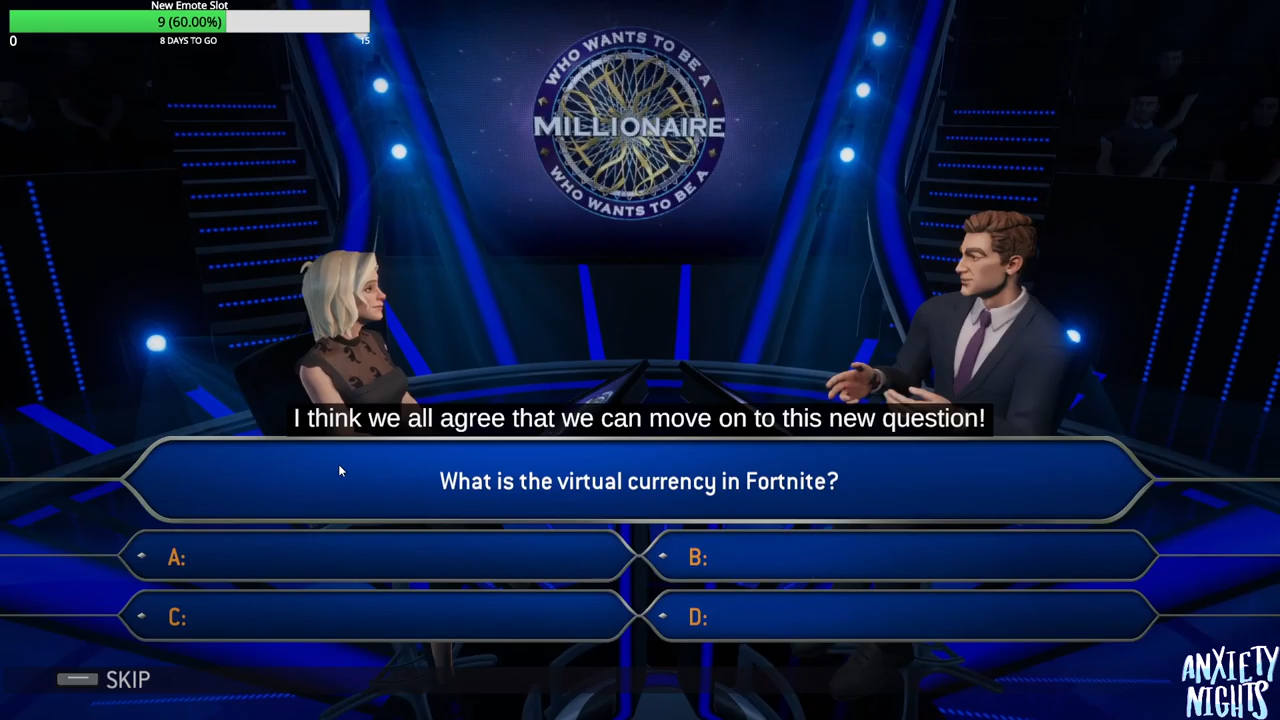 New Emote Slot
9 (60.00%)
0
8 DAYS TO GO
15
WHO WANTS TO BE A
MILLIONAIRE
WHO WANTS TO BE A
I think we all agree that we can move on to this new question!
What is the virtual currency in Fortnite?
A:
B:
C:
D:
SKIP
ANXIETY
NIGHTS